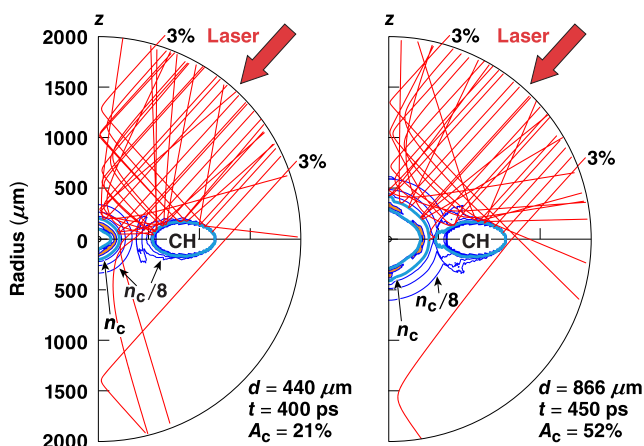 z
2000
1500
1000
500
0
500
1000
1500
2000
Radius (μm)
3%
Laser
3%
CH
n_c
n_c/8
d = 440 μm
t = 400 ps
A_c = 21%
z
3%
Laser
3%
CH
n_c
n_c/8
d = 866 μm
t = 450 ps
A_c = 52%